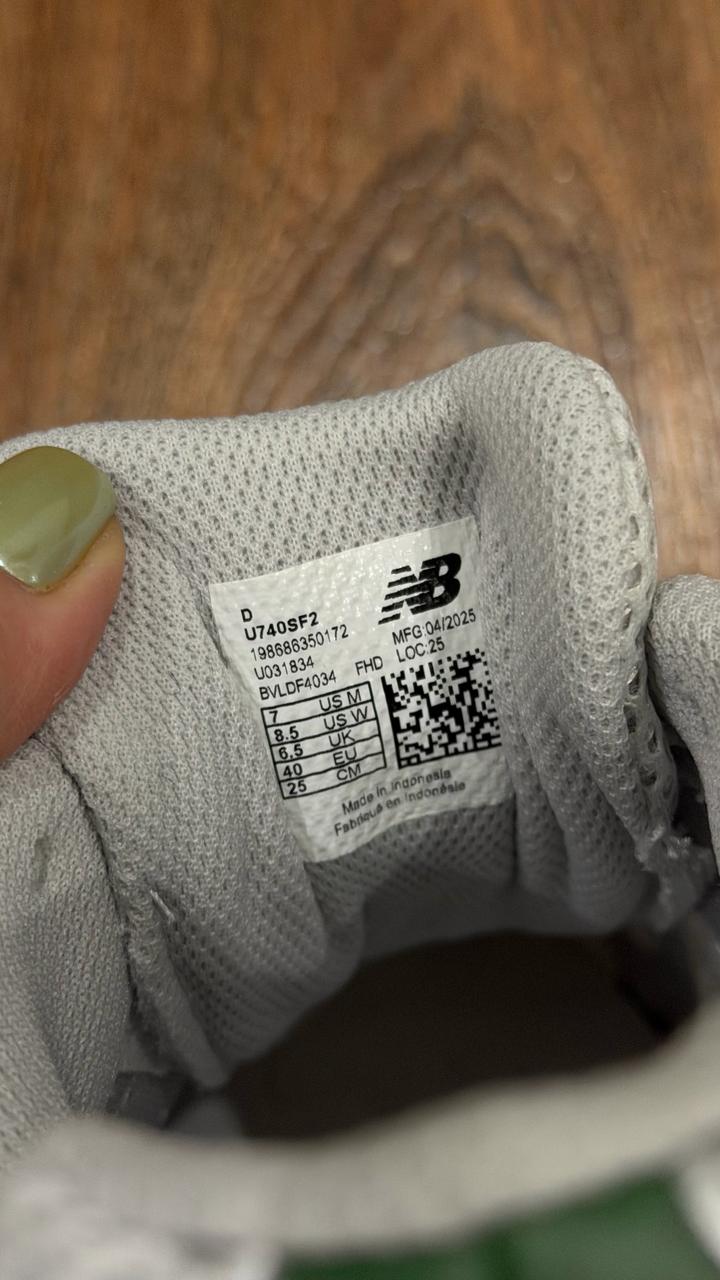 D
U740SF2
198686350172
U031834
BVLDF4034 FHD
NB
MFG:04/2025
LOC:25
7 US M
8.5 US W
6.5 UK
40 EU
25 CM
Made in Indonesia
Fabriqué en Indonésie